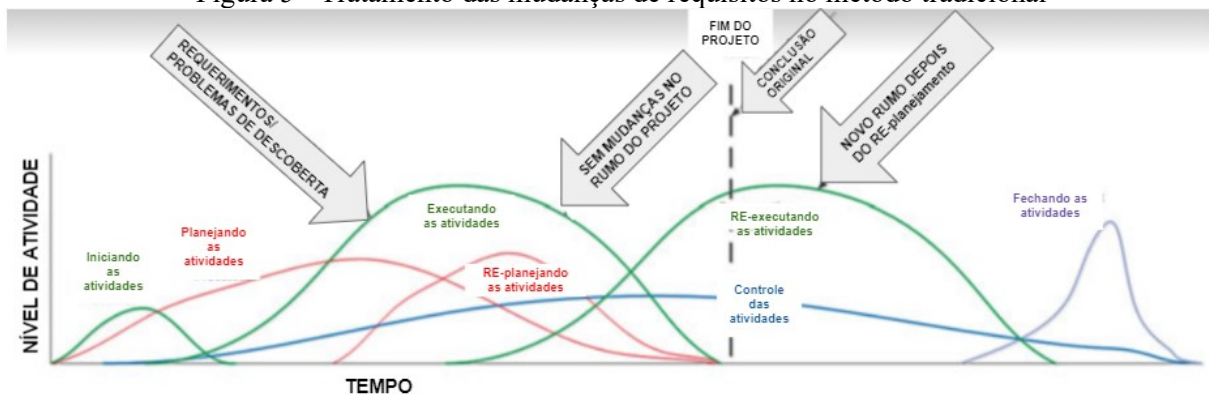 Figura 3 - Tratamento das mudanças de requisitos no método tradicional
FIM DO
PROJETO
REQUERIMENTOS/
PROBLEMAS DE DESCOBERTA
SEM MUDANÇAS NO
RUMO DO PROJETO
CONCLUSÃO
ORIGINAL
NOVO RUMO DEPOIS
DO RE-planejamento
NÍVEL DE ATIVIDADE
Iniciando
as
atividades
Planejando
as
atividades
Executando
as atividades
RE-planejando
as atividades
RE-executando
as atividades
Controle
das
atividades
Fechando as
atividades
TEMPO